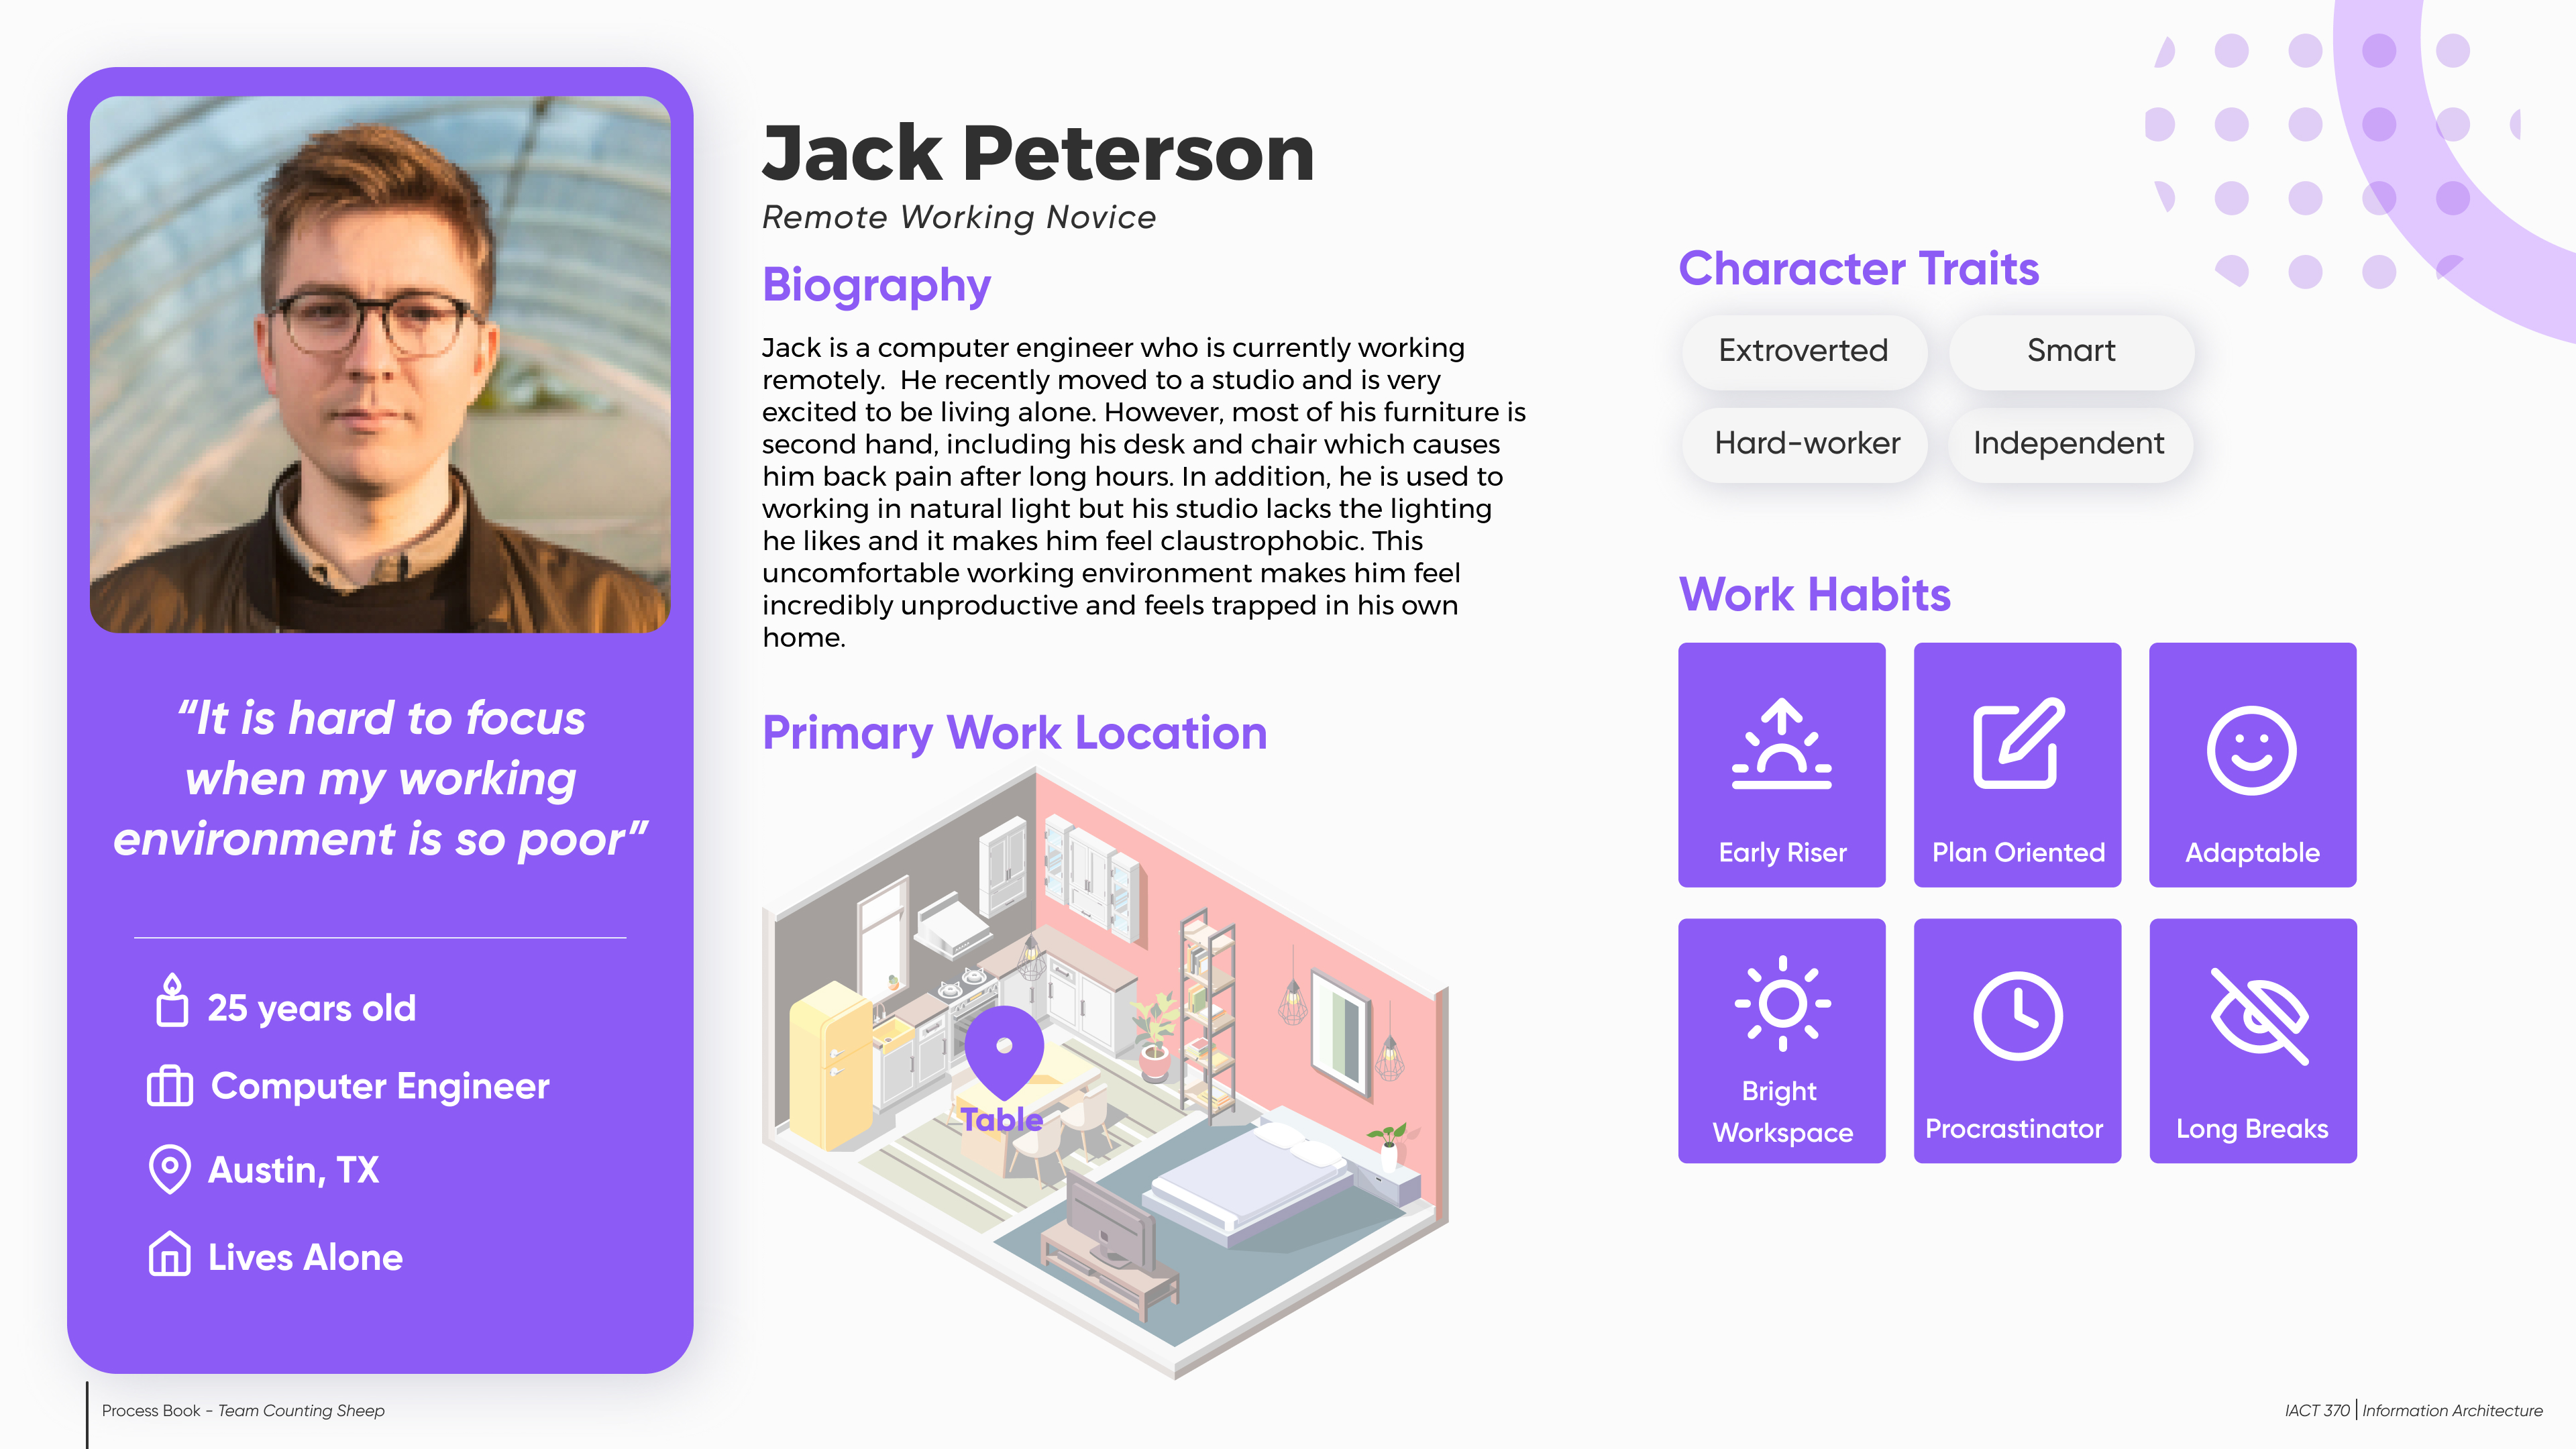 Jack Peterson
Remote Working Novice
Biography
Jack is a computer engineer who is currently working
remotely.  He recently moved to a studio and is very
excited to be living alone. However, most of his furniture is
second hand, including his desk and chair which causes
him back pain after long hours. In addition, he is used to
working in natural light but his studio lacks the lighting
he likes and it makes him feel claustrophobic. This
uncomfortable working environment makes him feel
incredibly unproductive and feels trapped in his own
home.
“It is hard to focus
when my working
environment is so poor”
25 years old
Computer Engineer
Austin, TX
Lives Alone
Primary Work Location
Table
Character Traits
Extroverted
Smart
Hard-worker
Independent
Work Habits
Early Riser
Plan Oriented
Adaptable
Bright
Workspace
Procrastinator
Long Breaks
Process Book - Team Counting Sheep
IACT 370 | Information Architecture